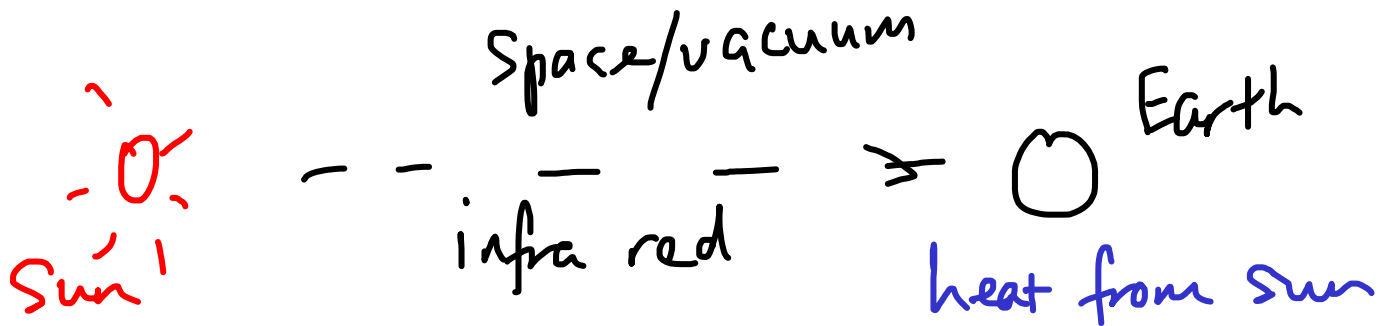 Space/vacuum
Earth
infra red
Sun
heat from sun